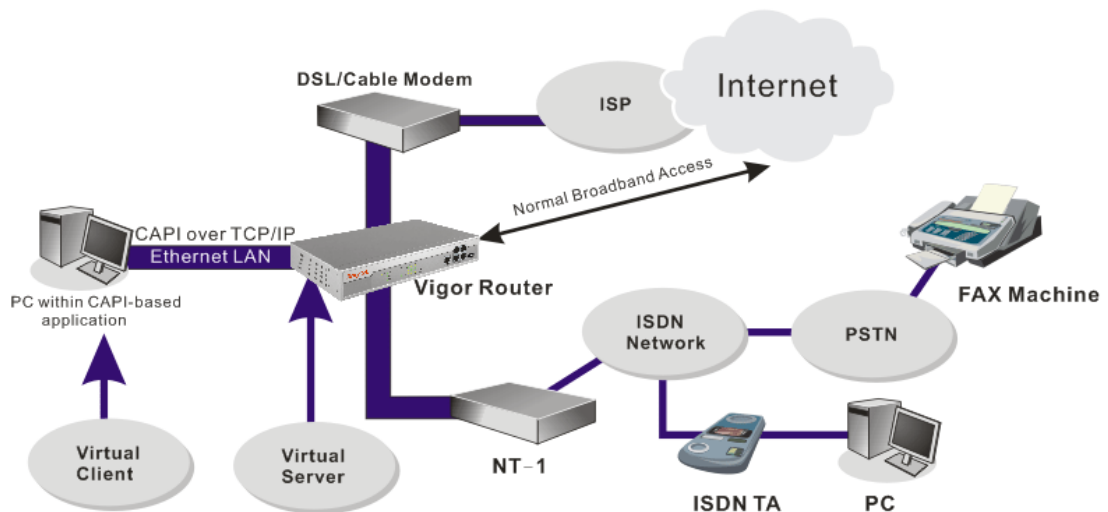 Internet
DSL/Cable Modem
ISP
Normal Broadband Access
CAPI over TCP/IP
Ethernet LAN
Vigor Router
PC within CAPI-based
application
FAX Machine
ISDN
Network
PSTN
Virtual
Client
Virtual
Server
NT-1
ISDN TA
PC